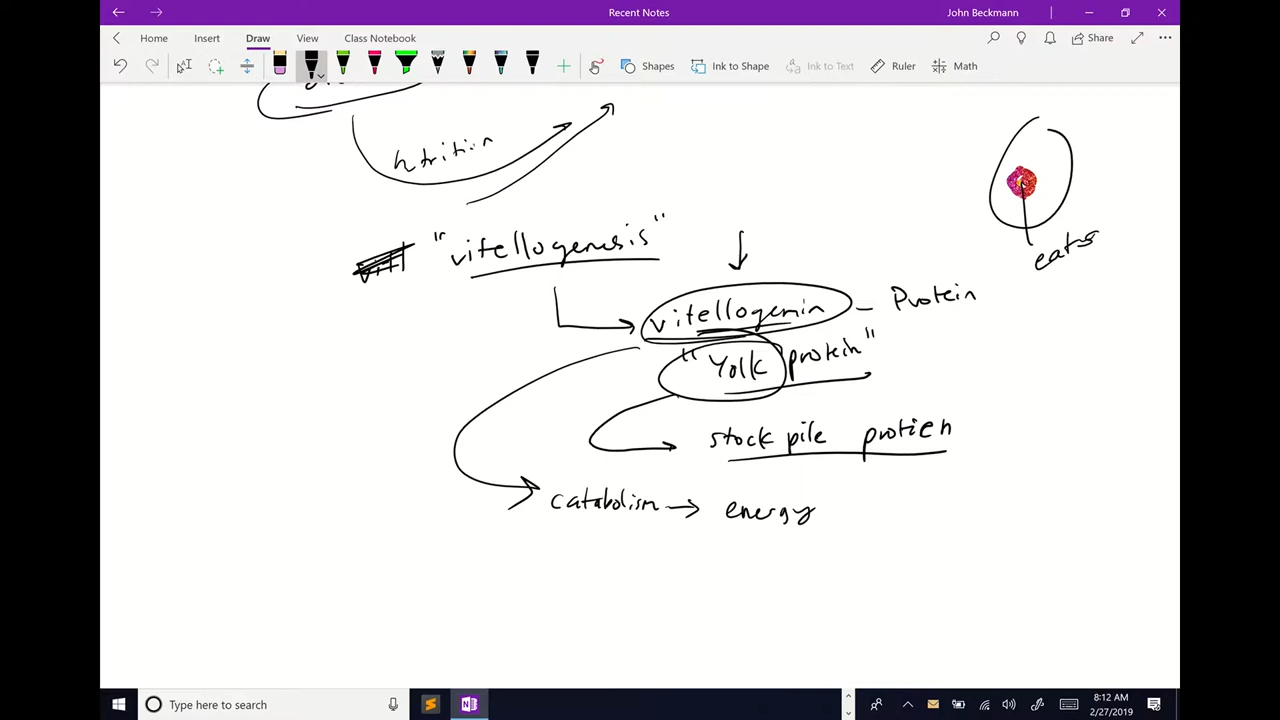 Recent Notes
John Beckmann
Home Insert Draw View Class Notebook
Share
Shapes
Ink to Shape
Ink to Text
Ruler
Math
"vitellogenesis"
vitellogenin - Protein
"Yolk protein"
stock pile protien
catabolism → energy
eats
Type here to search
8:12 AM
2/27/2019